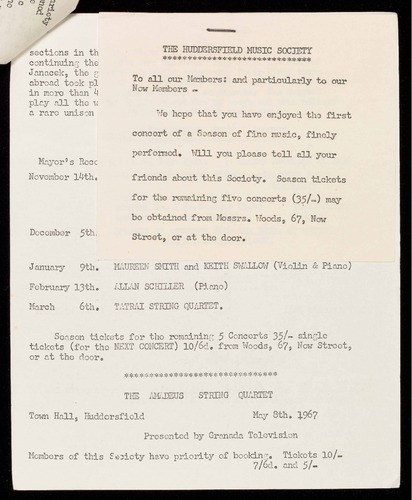 sections in th
continuing the
Janacek, the g
abroad took pl
in more than 4
play all the w
a rare unison
Mayor's Rece
November 14th.
December 5th.
THE HUDDERSFIELD MUSIC SOCIETY
******************************
To all our Members: and particularly to our
New Members -
We hope that you have enjoyed the first
concert of a Season of fine music, finely
performed. Will you please tell all your
friends about this Society. Season tickets
for the remaining five concerts (35/-) may
be obtained from Messrs. Woods, 67, New
Street, or at the door.
January 9th. MAUREEN SMITH and KEITH SWALLOW (Violin & Piano)
February 13th. ALLAN SCHILLER (Piano)
March 6th. TATRAI STRING QUARTET.
Season tickets for the remaining 5 Concerts 35/- single
tickets (for the NEXT CONCERT) 10/6d. from Woods, 67, New Street,
or at the door.
******************************
THE AMADEUS STRING QUARTET
Town Hall, Huddersfield May 8th. 1967
Presented by Granada Television
Members of this Society have priority of booking. Tickets 10/-
7/6d. and 5/-